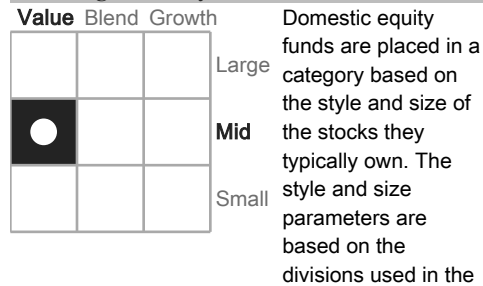 Value Blend Growth
Large
Mid
Small
Domestic equity
funds are placed in a
category based on
the style and size of
the stocks they
typically own. The
style and size
parameters are
based on the
divisions used in the